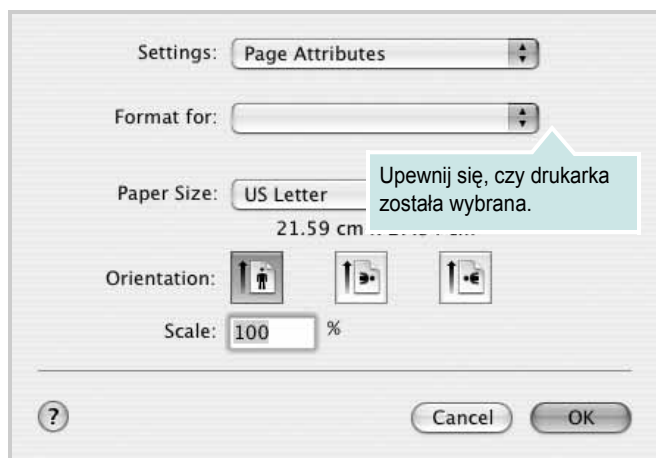 Settings: Page Attributes
Format for:
Upewnij się, czy drukarka
została wybrana.
Paper Size: US Letter
21.59 cm
Orientation:
Scale: 100 %
? Cancel OK